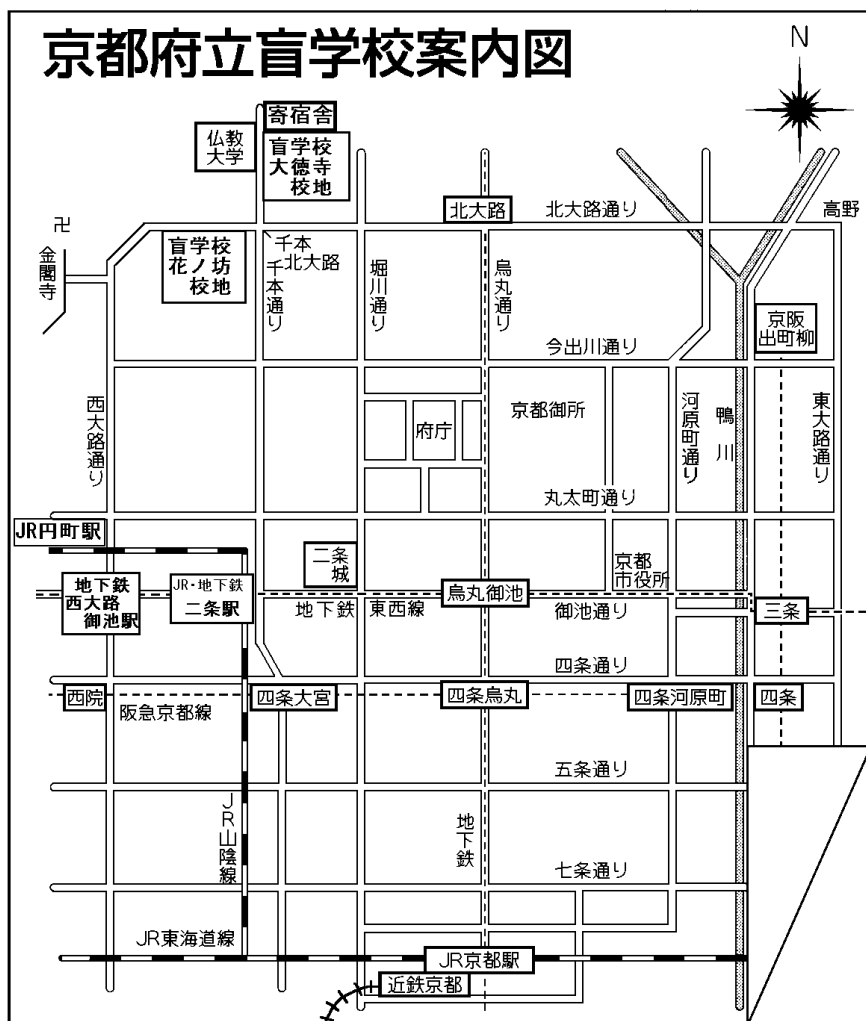 京都府立盲学校案内図
N
寄宿舎
仏教
大学
盲学校
大徳寺
校地
北大路
北大路通り
高野
卍
金閣寺
盲学校
花ノ坊
校地
千本
北大路
千本通り
堀川通り
烏丸通り
京阪
出町柳
今出川通り
西大路通り
府庁
京都御所
河原町通り
鴨川
東大路通り
丸太町通り
JR円町駅
二条
城
京都
市役所
地下鉄
西大路
御池駅
JR・地下鉄
二条駅
地下鉄
東西線
烏丸御池
御池通り
三条
四条通り
西院
阪急京都線
四条大宮
四条烏丸
四条河原町
四条
五条通り
JR山陰線
地下鉄
七条通り
JR東海道線
JR京都駅
近鉄京都